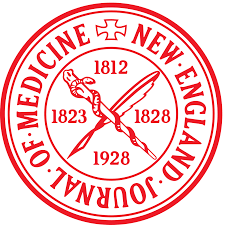 NEW · ENGLAND · JOURNAL · OF · MEDICINE
1812
1823 1828
1928